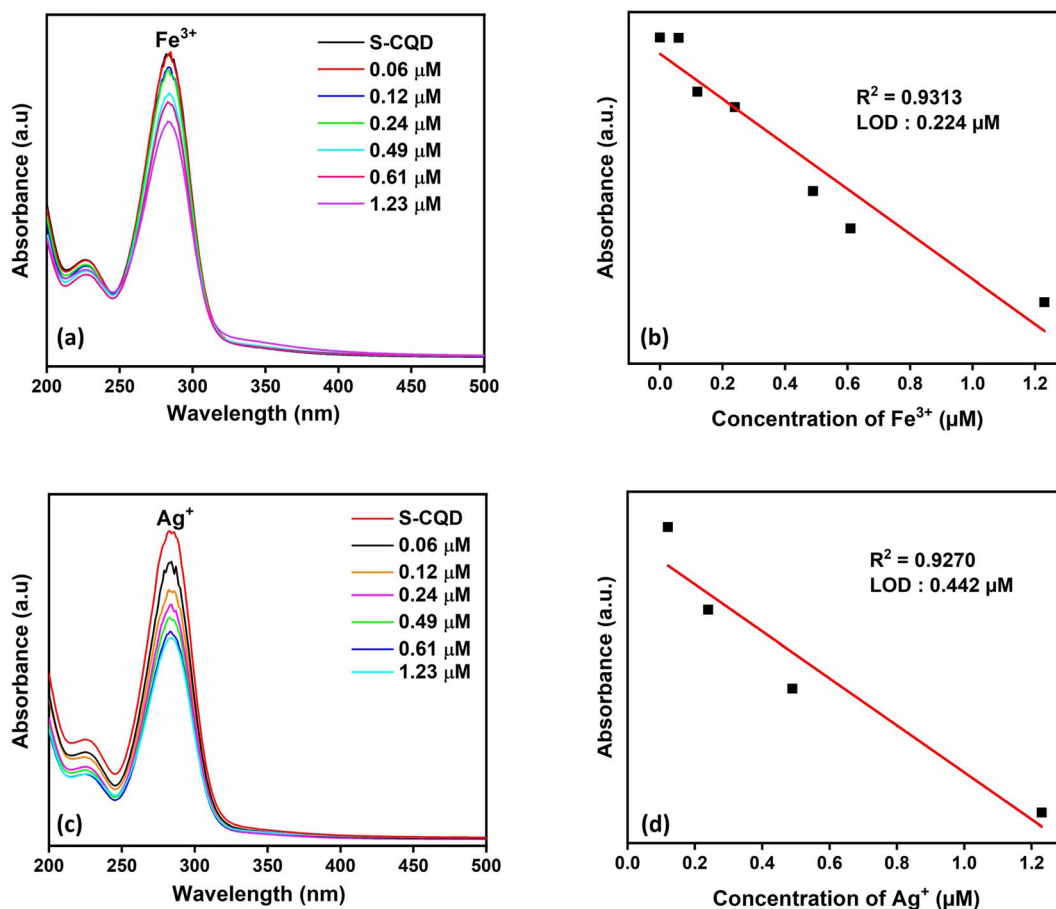 Fe³⁺
S-CQD
0.06 μM
0.12 μM
0.24 μM
0.49 μM
0.61 μM
1.23 μM
Absorbance (a.u)
(a)
200 250 300 350 400 450 500
Wavelength (nm)
R² = 0.9313
LOD : 0.224 μM
Absorbance (a.u.)
(b)
0.0 0.2 0.4 0.6 0.8 1.0 1.2
Concentration of Fe³⁺ (μM)
Ag⁺
S-CQD
0.06 μM
0.12 μM
0.24 μM
0.49 μM
0.61 μM
1.23 μM
Absorbance (a.u)
(c)
200 250 300 350 400 450 500
Wavelength (nm)
R² = 0.9270
LOD : 0.442 μM
Absorbance (a.u.)
(d)
0.0 0.2 0.4 0.6 0.8 1.0 1.2
Concentration of Ag⁺ (μM)